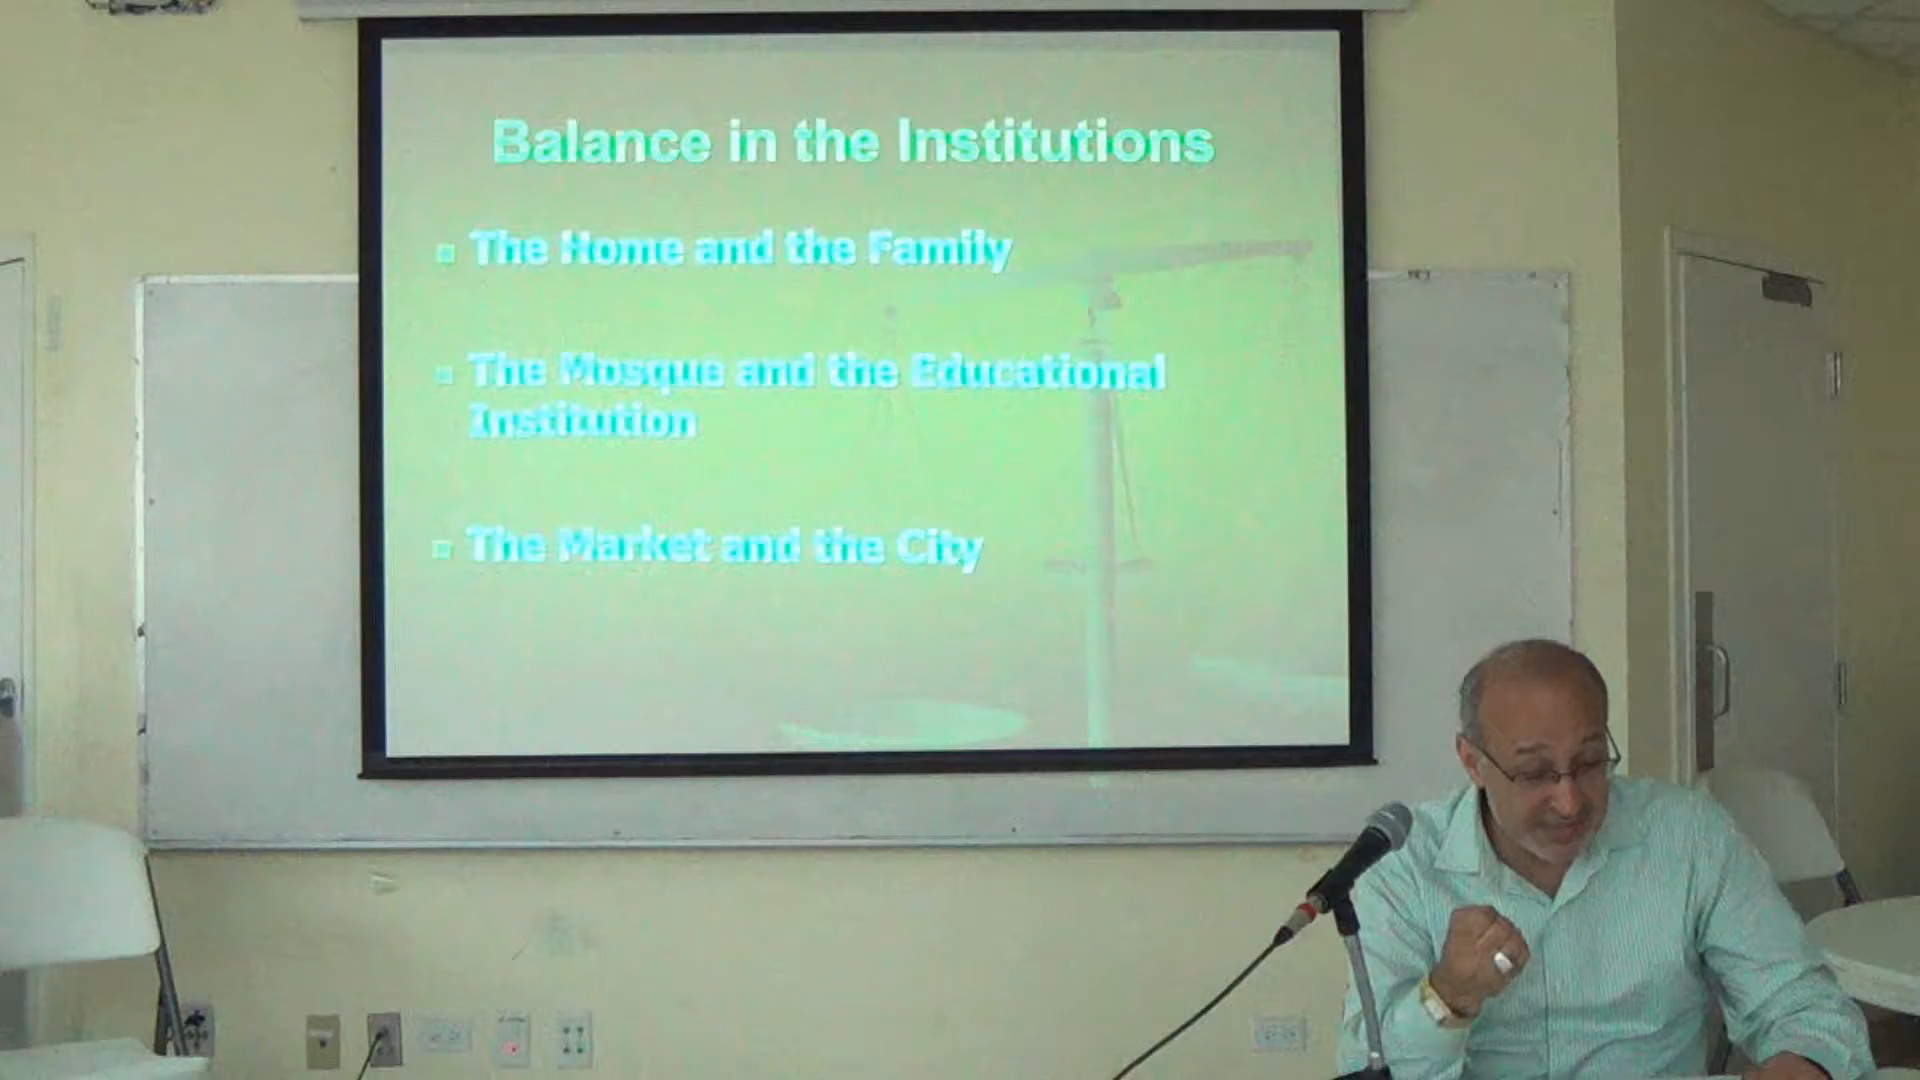 Balance in the Institutions
The Home and the Family
The Mosque and the Educational
Institution
The Market and the City